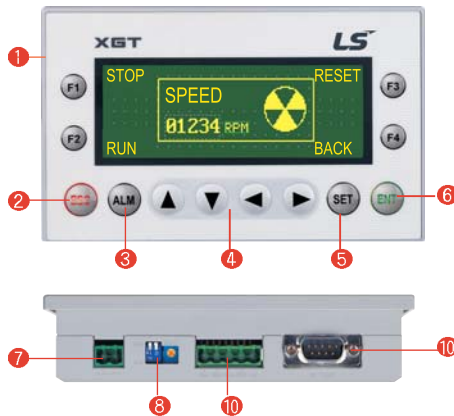 XGT
LS
1
STOP
RESET
F1
SPEED
F3
01234 RPM
F2
F4
RUN
BACK
2
ESC
ALM
SET
ENT
6
3
4
5
7
8
10
10